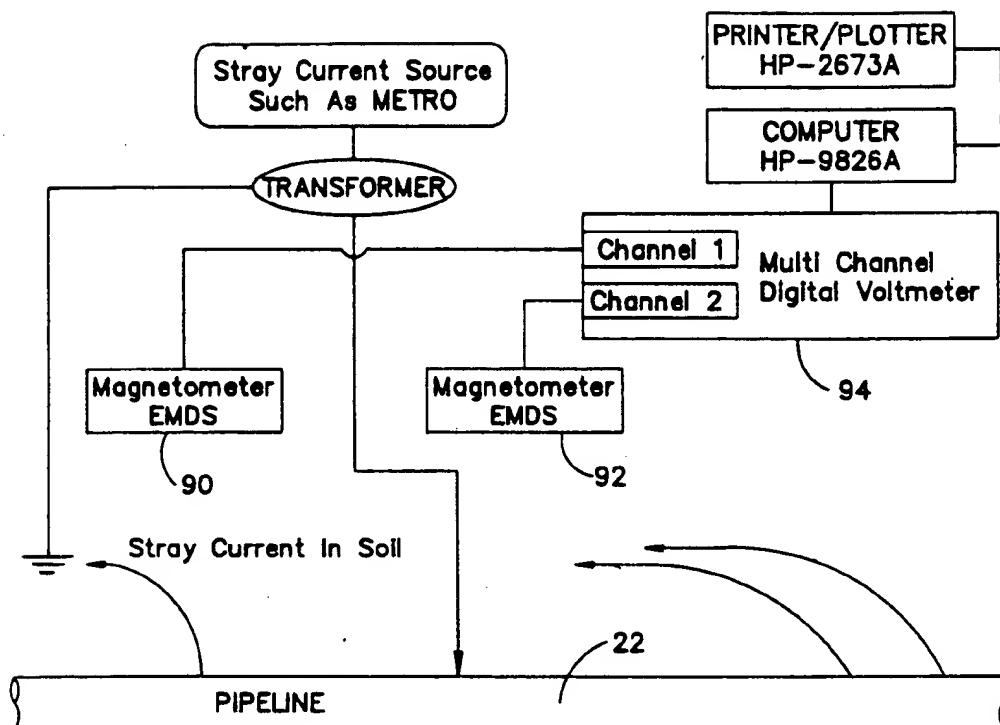 PRINTER/PLOTTER
HP-2673A
Stray Current Source
Such As METRO
COMPUTER
HP-9826A
TRANSFORMER
Channel 1
Channel 2
Multi Channel
Digital Voltmeter
Magnetometer
EMDS
Magnetometer
EMDS
94
90
92
Stray Current In Soil
22
PIPELINE